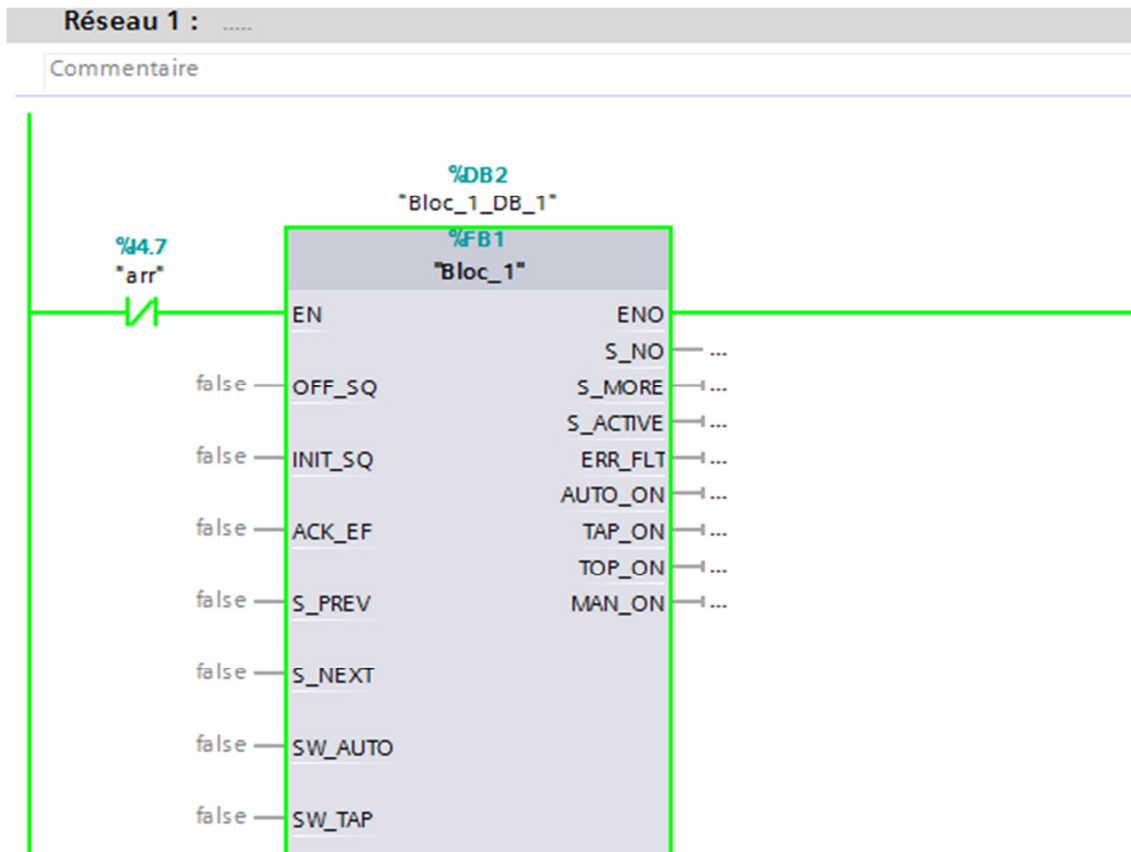 Réseau 1 : .....
Commentaire
%DB2
"Bloc_1_DB_1"
%I4.7
"arr"
%FB1
"Bloc_1"
EN ENO
S_NO ...
false OFF_SQ S_MORE ...
S_ACTIVE ...
false INIT_SQ ERR_FLT ...
AUTO_ON ...
false ACK_EF TAP_ON ...
TOP_ON ...
false S_PREV MAN_ON ...
false S_NEXT
false SW_AUTO
false SW_TAP